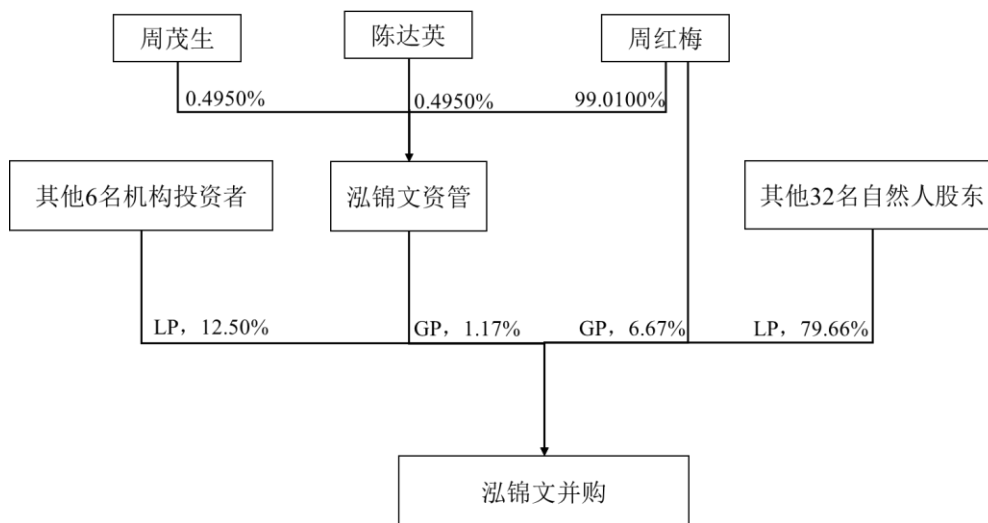 周茂生
陈达英
周红梅
0.4950%
0.4950%
99.0100%
其他6名机构投资者
泓锦文资管
其他32名自然人股东
LP，12.50%
GP，1.17%
GP，6.67%
LP，79.66%
泓锦文并购